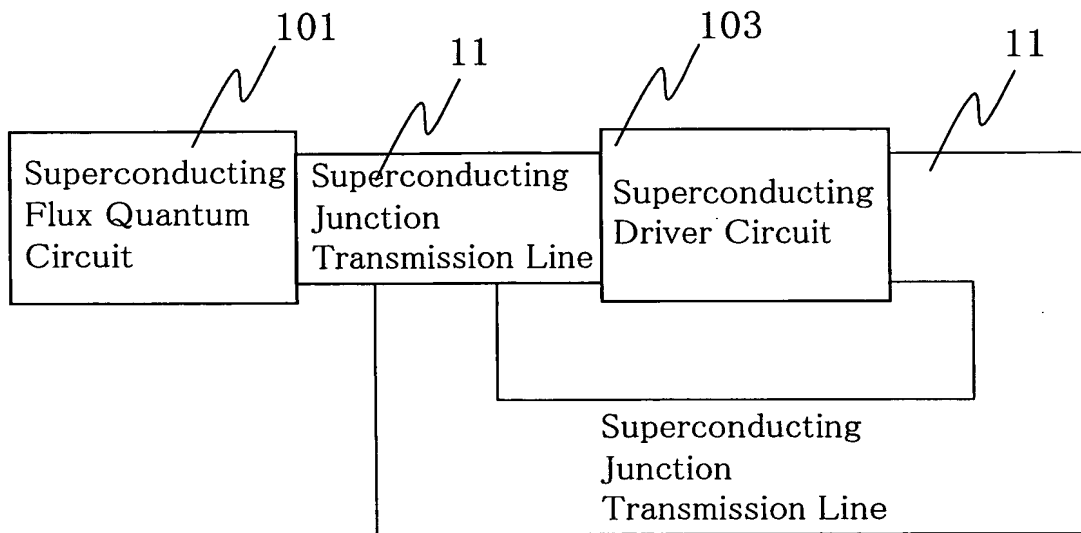 101
11
103
11
Superconducting
Flux Quantum
Circuit
Superconducting
Junction
Transmission Line
Superconducting
Driver Circuit
Superconducting
Junction
Transmission Line